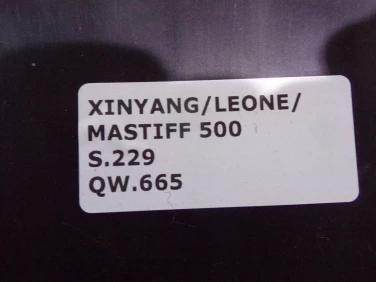 XINYANG/LEONE/
MASTIFF 500
S.229
QW.665